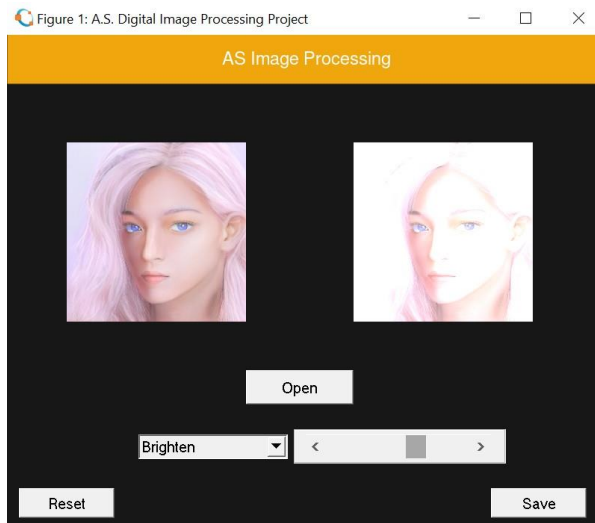 Figure 1: A.S. Digital Image Processing Project
AS Image Processing
Open
Brighten
Reset
Save